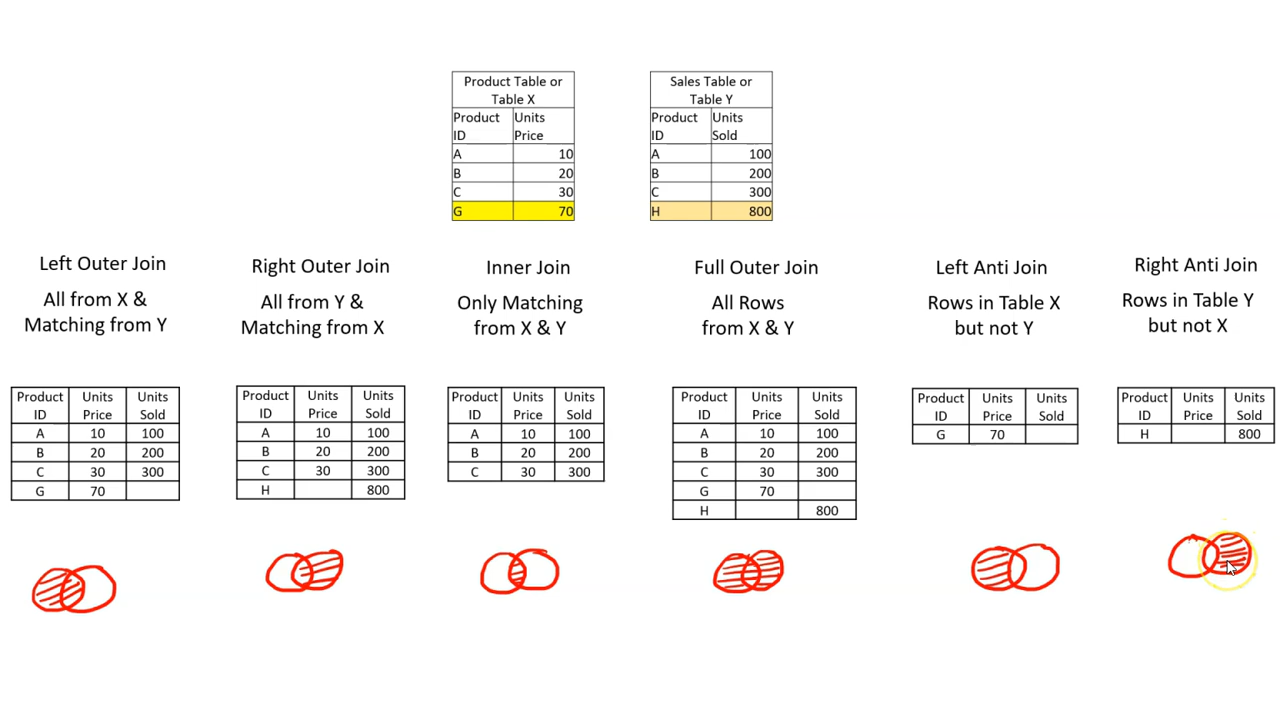 Product Table or
Table X
Product ID Units Price
A 10
B 20
C 30
G 70
Sales Table or
Table Y
Product ID Units Sold
A 100
B 200
C 300
H 800
Left Outer Join
All from X &
Matching from Y
Product ID Units Price Units Sold
A 10 100
B 20 200
C 30 300
G 70
Right Outer Join
All from Y &
Matching from X
Product ID Units Price Units Sold
A 10 100
B 20 200
C 30 300
H 800
Inner Join
Only Matching
from X & Y
Product ID Units Price Units Sold
A 10 100
B 20 200
C 30 300
Full Outer Join
All Rows
from X & Y
Product ID Units Price Units Sold
A 10 100
B 20 200
C 30 300
G 70
H 800
Left Anti Join
Rows in Table X
but not Y
Product ID Units Price Units Sold
G 70
Right Anti Join
Rows in Table Y
but not X
Product ID Units Price Units Sold
H 800